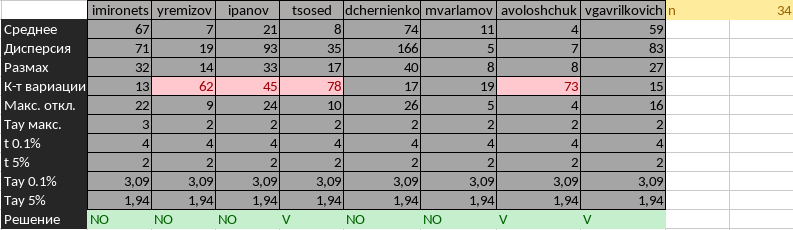 imironets yremizov ipanov tsosed dchernienko mvarlamov avoloshchuk vgavrilkovich n 34
Среднее 67 7 21 8 74 11 4 59
Дисперсия 71 19 93 35 166 5 7 83
Размах 32 14 33 17 40 8 8 27
К-т вариации 13 62 45 78 17 19 73 15
Макс. откл. 22 9 24 10 26 5 4 16
Тау макс. 3 2 2 2 2 2 2 2
t 0.1% 4 4 4 4 4 4 4 4
t 5% 2 2 2 2 2 2 2 2
Тау 0.1% 3,09 3,09 3,09 3,09 3,09 3,09 3,09 3,09
Тау 5% 1,94 1,94 1,94 1,94 1,94 1,94 1,94 1,94
Решение NO NO NO V NO NO V V